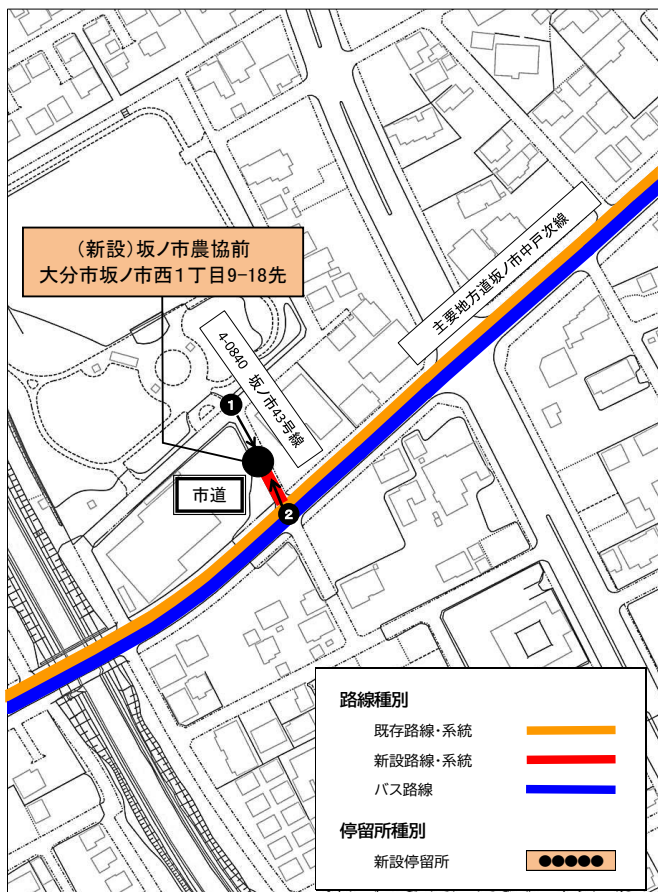 (新設)坂ノ市農協前
大分市坂ノ市西1丁目9-18先
主要地方道坂ノ市中戸次線
4-0840 坂ノ市43号線
1
市道
2
路線種別
既存路線・系統
新設路線・系統
バス路線
停留所種別
新設停留所
●●●●●